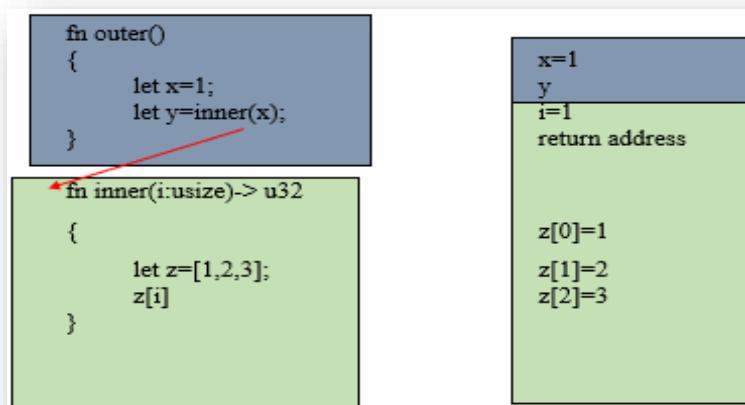 fn outer()
{
let x=1;
let y=inner(x);
}
fn inner(i:usize)-> u32
{
let z=[1,2,3];
z[i]
}
x=1
y
i=1
return address
z[0]=1
z[1]=2
z[2]=3